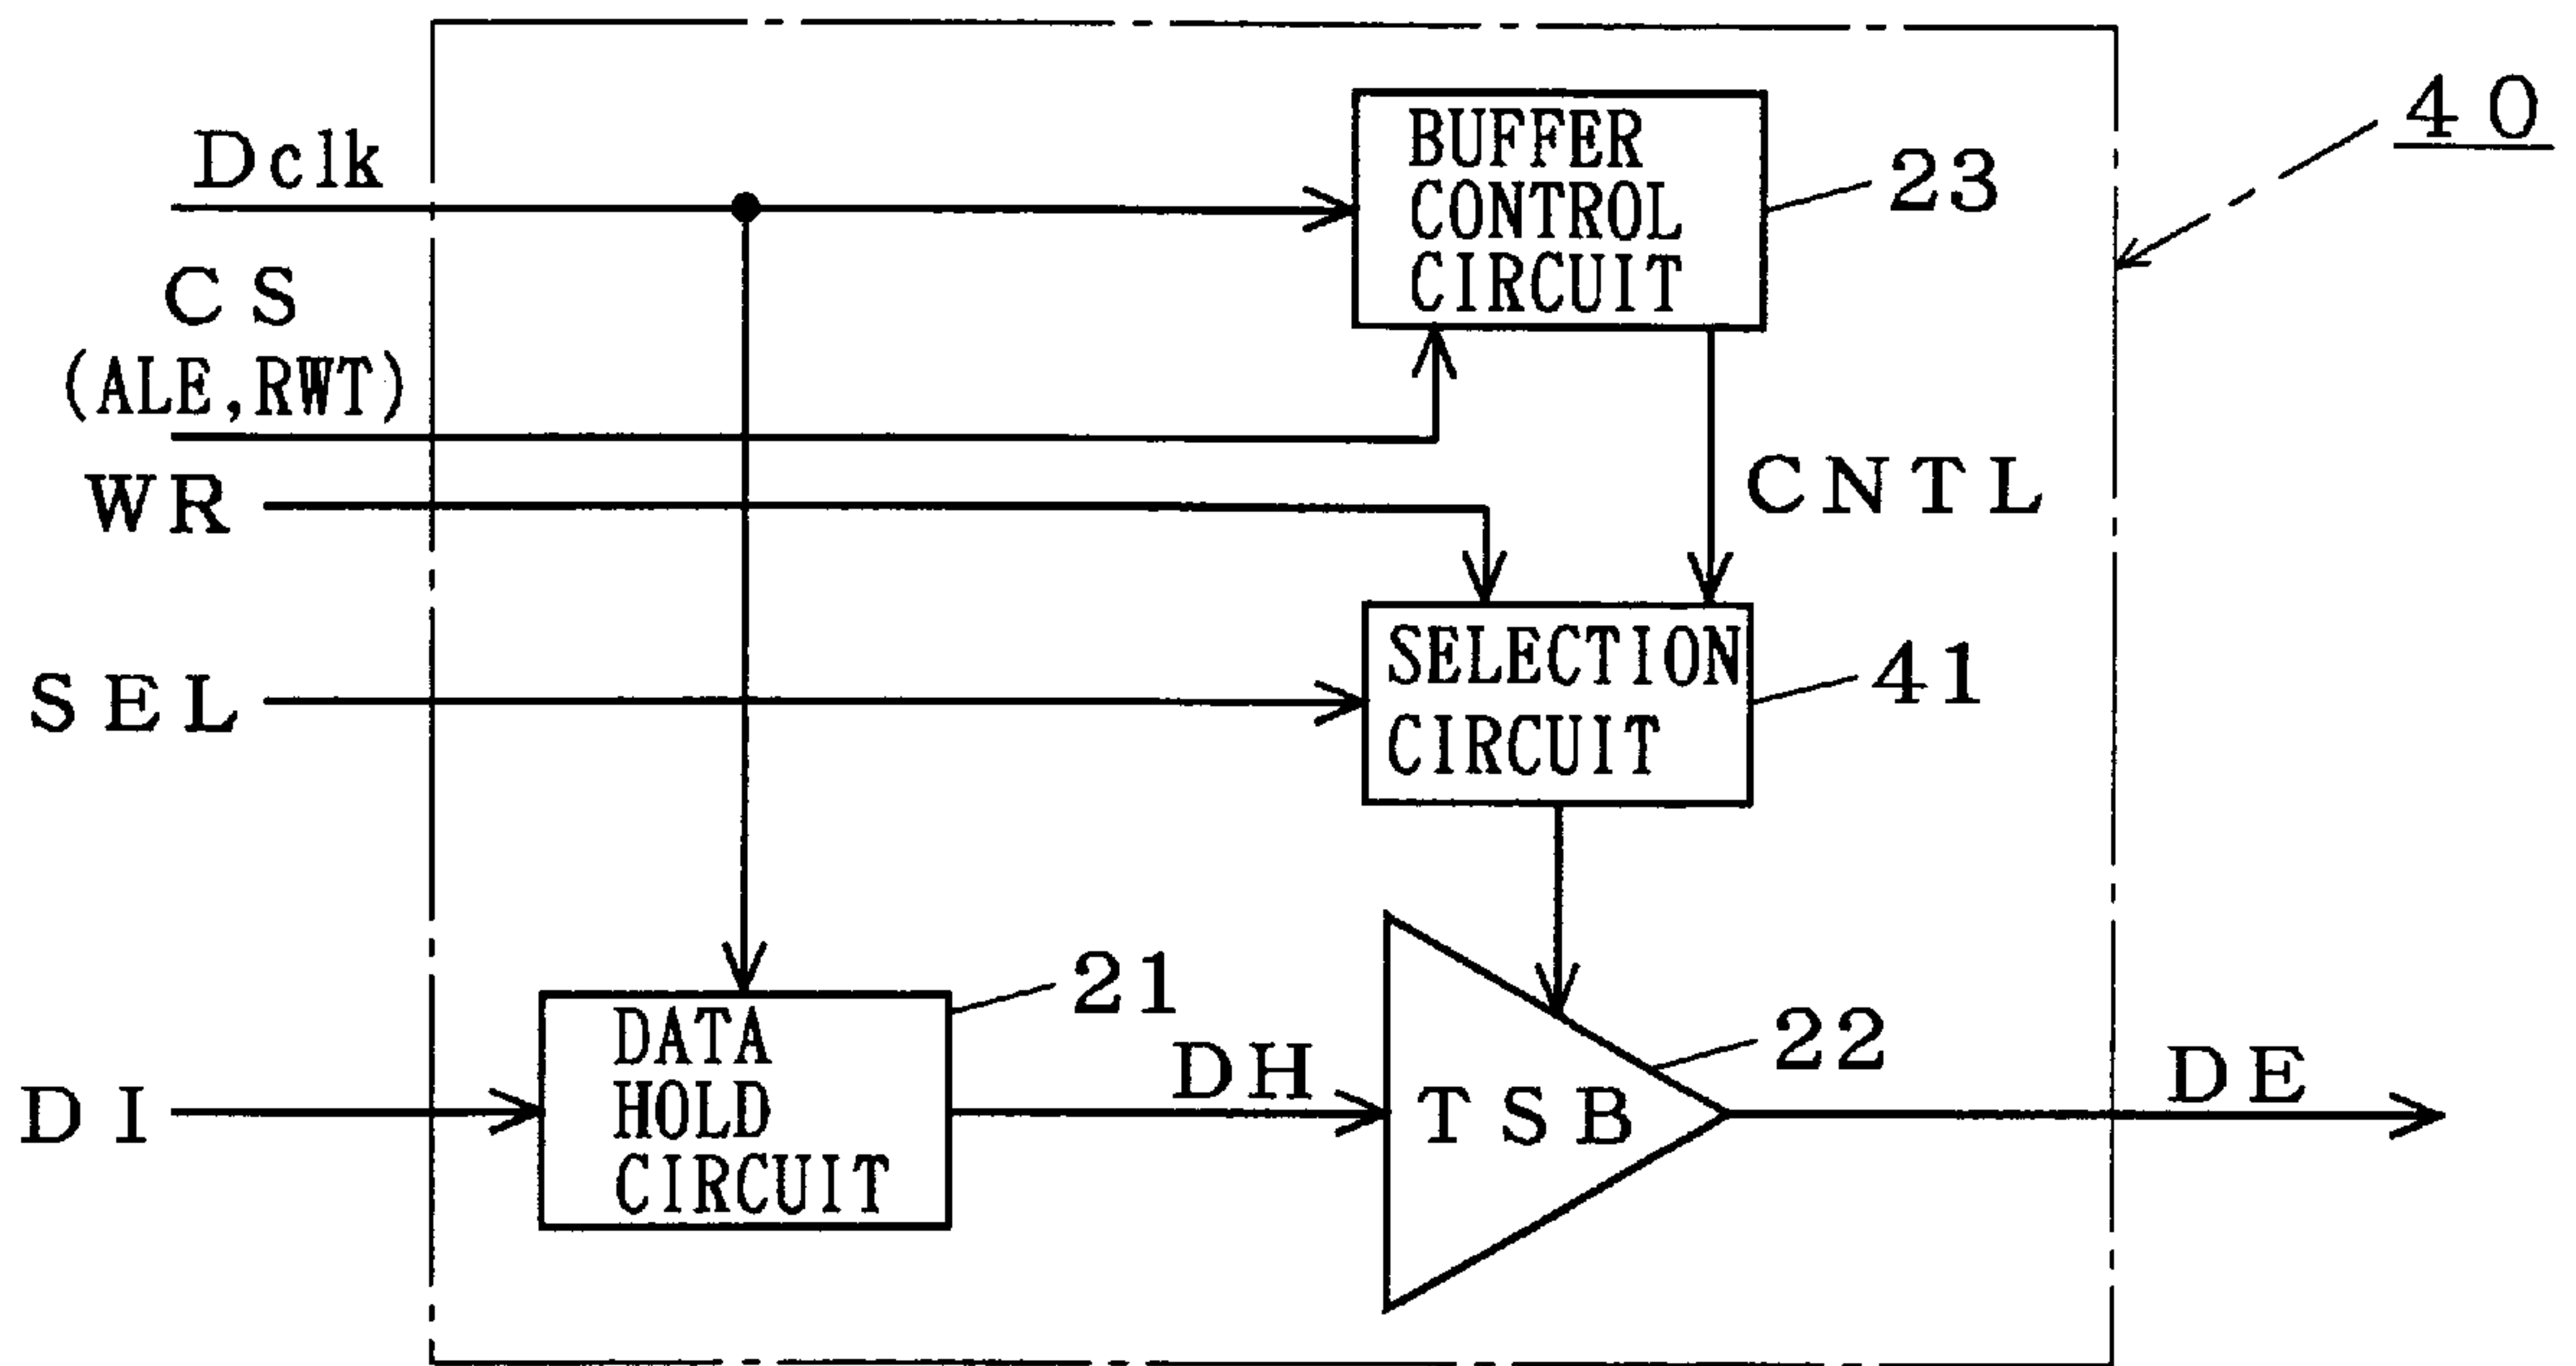 Dclk
BUFFER
CONTROL
CIRCUIT
23
40
CS
(ALE,RWT)
WR
CNTL
SEL
SELECTION
CIRCUIT
41
DI
DATA
HOLD
CIRCUIT
21
DH
TSB
22
DE